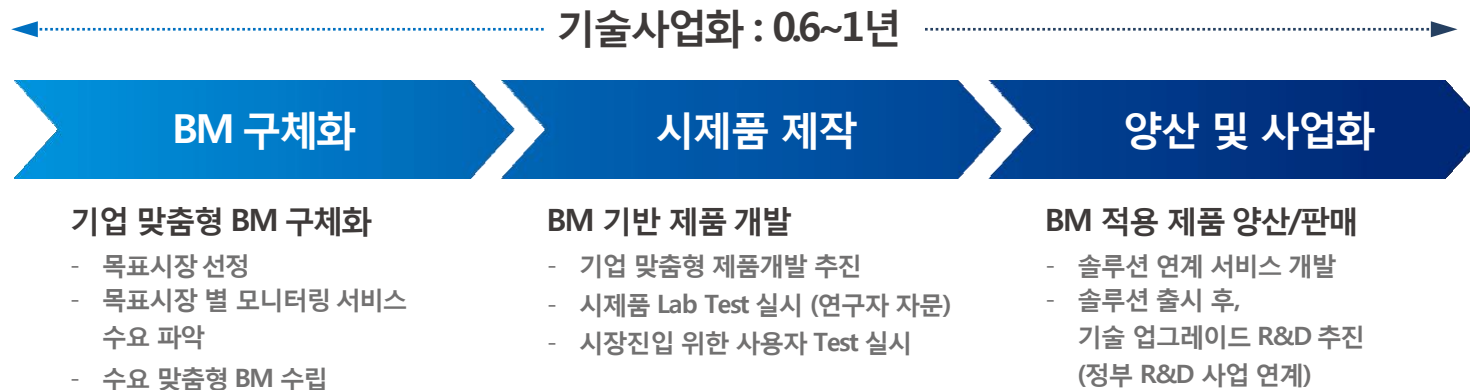 기술사업화 : 0.6~1년
BM 구체화
시제품 제작
양산 및 사업화
기업 맞춤형 BM 구체화
- 목표시장 선정
- 목표시장 별 모니터링 서비스
수요 파악
- 수요 맞춤형 BM 수립
BM 기반 제품 개발
- 기업 맞춤형 제품개발 추진
- 시제품 Lab Test 실시 (연구자 자문)
- 시장진입 위한 사용자 Test 실시
BM 적용 제품 양산/판매
- 솔루션 연계 서비스 개발
- 솔루션 출시 후,
기술 업그레이드 R&D 추진
(정부 R&D 사업 연계)